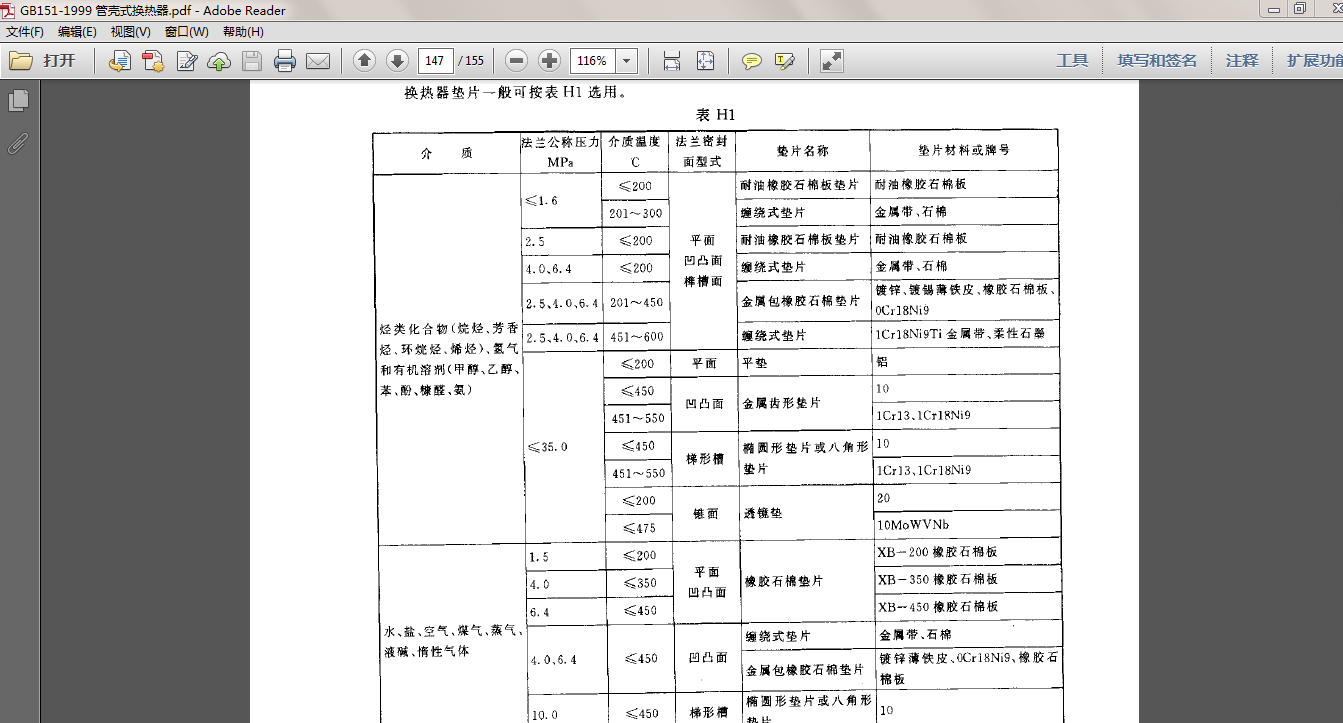 GB151-1999 管壳式换热器.pdf - Adobe Reader
文件(F) 编辑(E) 视图(V) 窗口(W) 帮助(H)
打开 147 / 155 116% 工具 填写和签名 注释 扩展功能
换热器垫片一般可按表 H1 选用。
表 H1
介 质 法兰公称压力 MPa 介质温度 C 法兰密封面型式 垫片名称 垫片材料或牌号
烃类化合物(烷烃、芳香
烃、环烷烃、烯烃)、氢气
和有机溶剂(甲醇、乙醇、
苯、酚、糠醛、氨)
≤1.6 ≤200 平面 凹凸面 榫槽面 耐油橡胶石棉板垫片 耐油橡胶石棉板
201～300 缠绕式垫片 金属带、石棉
2.5 ≤200 耐油橡胶石棉板垫片 耐油橡胶石棉板
4.0、6.4 ≤200 缠绕式垫片 金属带、石棉
2.5、4.0、6.4 201～450 金属包橡胶石棉垫片 镀锌、镀锡薄铁皮、橡胶石棉板、
0Cr18Ni9
2.5、4.0、6.4 451～600 缠绕式垫片 1Cr18Ni9Ti 金属带、柔性石墨
≤35.0 ≤200 平面 平垫 铝
≤450 凹凸面 金属齿形垫片 10
451～550 1Cr13、1Cr18Ni9
≤450 梯形槽 椭圆形垫片或八角形
垫片 10
451～550 1Cr13、1Cr18Ni9
≤200 锥面 透镜垫 20
≤475 10MoWVNb
水、盐、空气、煤气、蒸气、
液碱、惰性气体
1.5 ≤200 平面 凹凸面 橡胶石棉垫片 XB-200 橡胶石棉板
4.0 ≤350 XB-350 橡胶石棉板
6.4 ≤450 XB-450 橡胶石棉板
4.0、6.4 ≤450 凹凸面 缠绕式垫片 金属带、石棉
金属包橡胶石棉垫片 镀锌薄铁皮、0Cr18Ni9、橡胶石
棉板
10.0 ≤450 梯形槽 椭圆形垫片或八角形
垫片 10